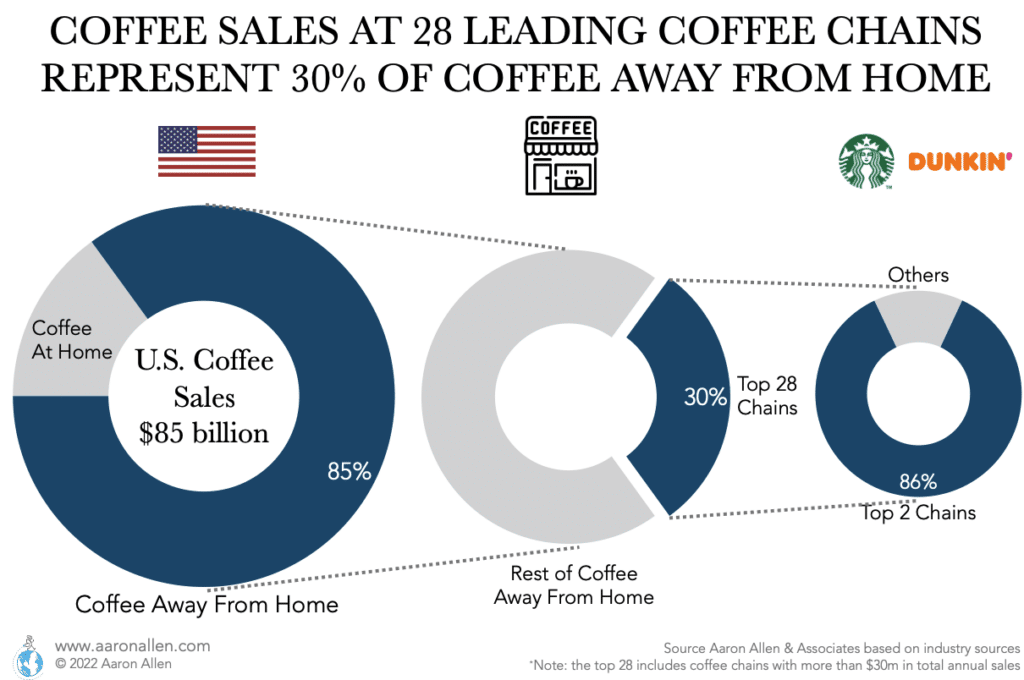 COFFEE SALES AT 28 LEADING COFFEE CHAINS
REPRESENT 30% OF COFFEE AWAY FROM HOME
COFFEE
DUNKIN'
Coffee
At Home
U.S. Coffee
Sales
$85 billion
85%
Coffee Away From Home
30%
Top 28
Chains
Rest of Coffee
Away From Home
Others
86%
Top 2 Chains
www.aaronallen.com
© 2022 Aaron Allen
Source Aaron Allen & Associates based on industry sources
*Note: the top 28 includes coffee chains with more than $30m in total annual sales